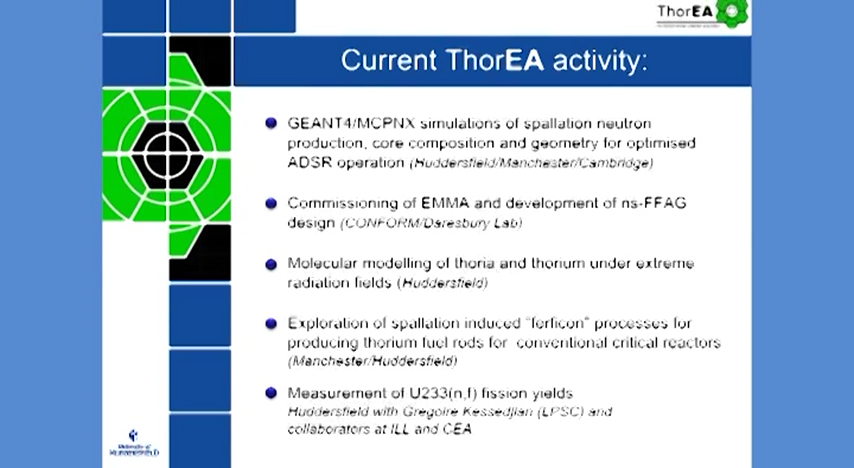 ThorEA
Current ThorEA activity:
GEANT4/MCPNX simulations of spallation neutron
production, core composition and geometry for optimised
ADSR operation (Huddersfield/Manchester/Cambridge)
Commissioning of EMMA and development of ns-FFAG
design (CONFORM/Daresbury Lab)
Molecular modelling of thoria and thorium under extreme
radiation fields (Huddersfield)
Exploration of spallation induced "ferficon" processes for
producing thorium fuel rods for conventional critical reactors
(Manchester/Huddersfield)
Measurement of U233(n,f) fission yields
Huddersfield with Gregoire Kessedjian (LPSC) and
collaborators at ILL and CEA
University of
HUDDERSFIELD